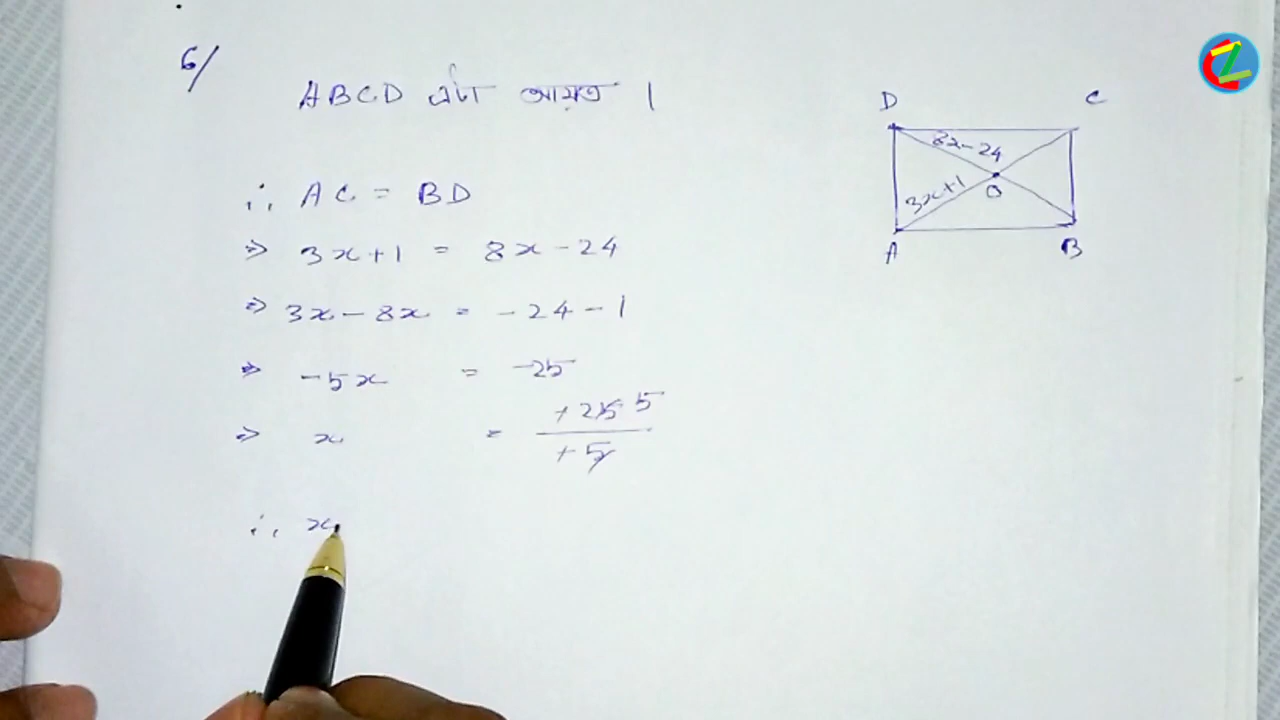 6/
ABCD এটা আয়ত ।
∴ AC = BD
⇒ 3x+1 = 8x-24
⇒ 3x-8x = -24-1
⇒ -5x = -25
⇒ x = +25 5 / +5
∴ x
D C
8x-24
3x+1
O
A B